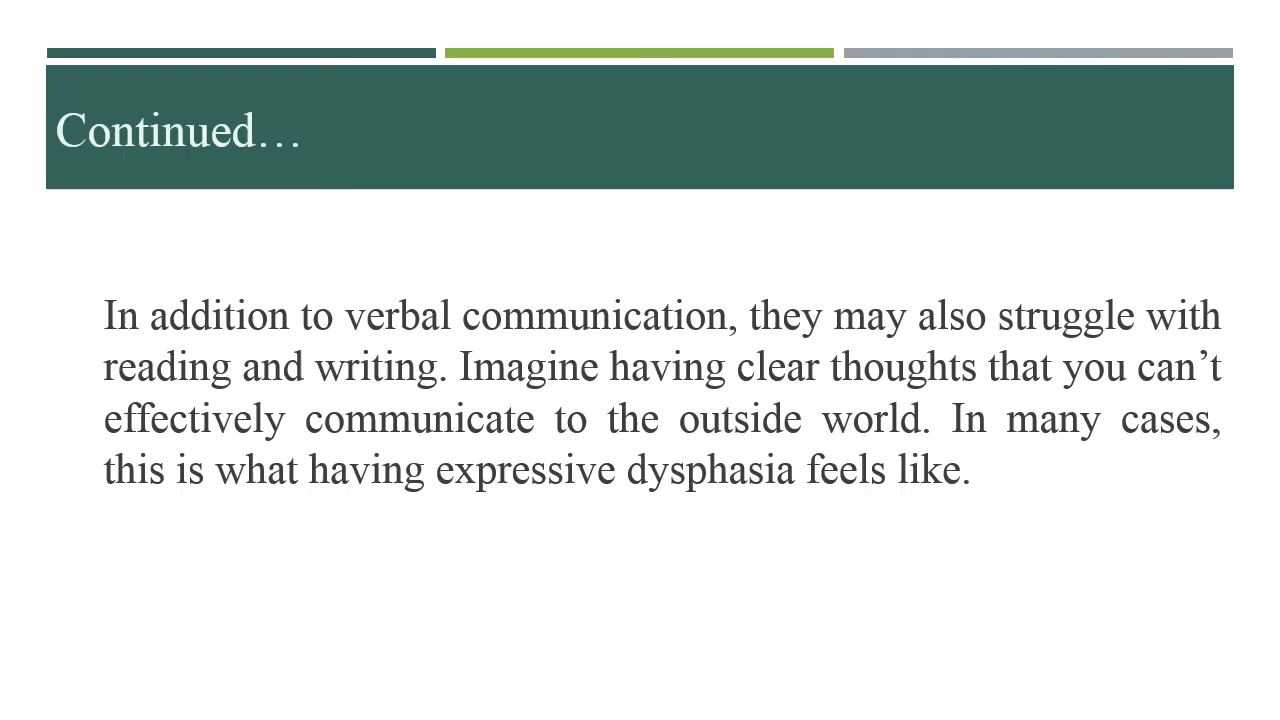 Continued…
In addition to verbal communication, they may also struggle with
reading and writing. Imagine having clear thoughts that you can’t
effectively communicate to the outside world. In many cases,
this is what having expressive dysphasia feels like.